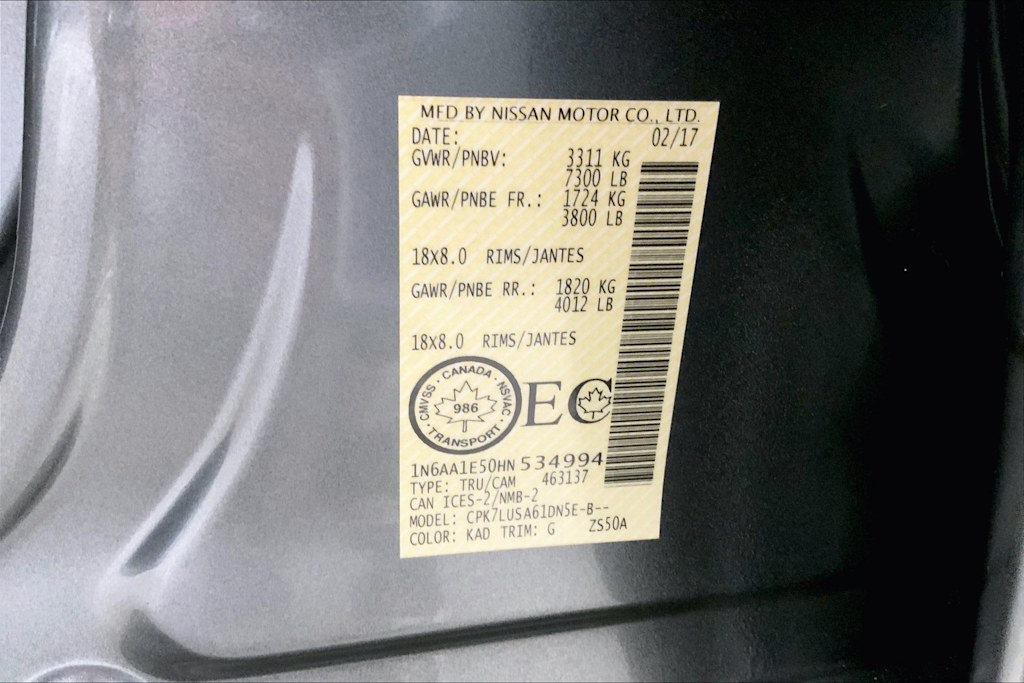 MFD BY NISSAN MOTOR CO., LTD.
DATE: 02/17
GVWR/PNBV: 3311 KG
7300 LB
GAWR/PNBE FR.: 1724 KG
3800 LB
18X8.0 RIMS/JANTES
GAWR/PNBE RR.: 1820 KG
4012 LB
18X8.0 RIMS/JANTES
CANADA · NSVAC · TRANSPORT · CMVSS ·
986
EC
1N6AA1E50HN 534994
TYPE: TRU/CAM 463137
CAN ICES-2/NMB-2
MODEL: CPK7LUSA61DN5E-B--
COLOR: KAD TRIM: G ZS50A